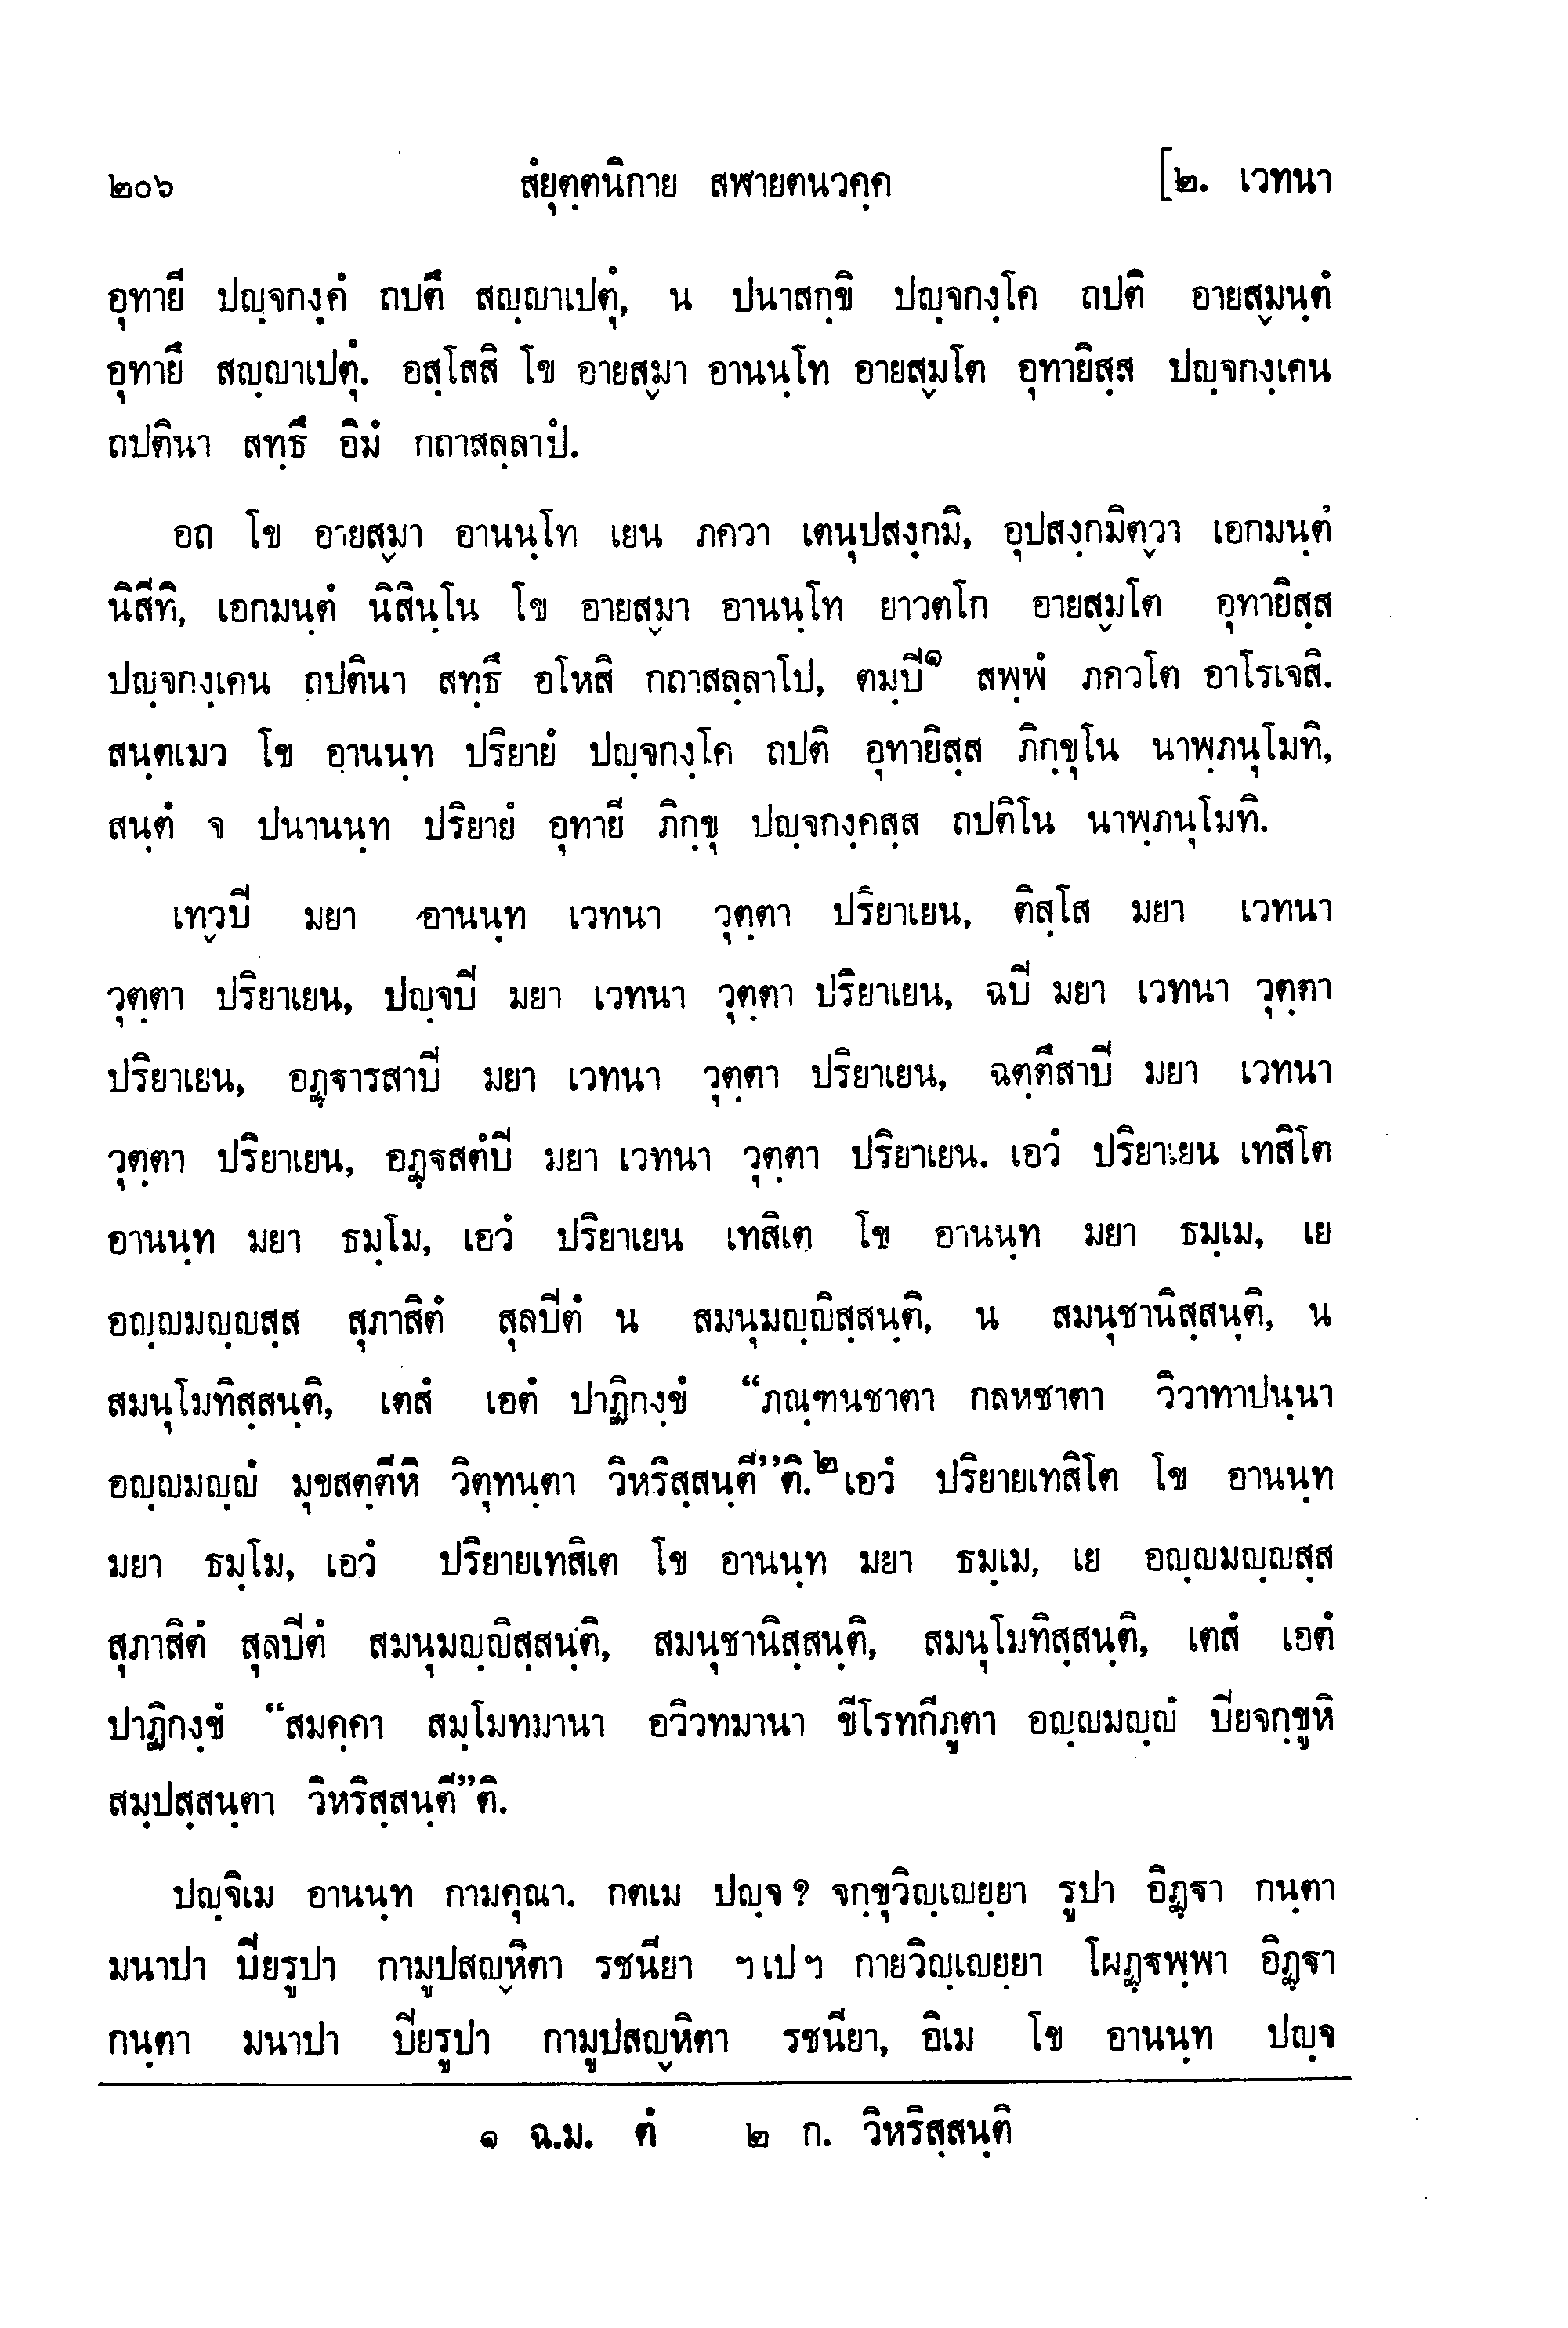 ๒๐๖ สํยุตฺตนิกาย สฬายตนวคฺค [๒. เวทนา
อุทายี ปญฺจกงฺคํ ถปตึ สญฺญาเปตุํ, น ปนาสกฺขิ ปญฺจกงฺโค ถปติ อายสฺมนฺตํ
อุทายึ สญฺญาเปตุํ. อสฺโสสิ โข อายสฺมา อานนฺโท อายสฺมโต อุทายิสฺส ปญฺจกงฺเคน
ถปตินา สทฺธึ อิมํ กถาสลฺลาปํ.
อถ โข อายสฺมา อานนฺโท เยน ภควา เตนุปสงฺกมิ, อุปสงฺกมิตฺวา เอกมนฺตํ
นิสีทิ, เอกมนฺตํ นิสินฺโน โข อายสฺมา อานนฺโท ยาวตโก อายสฺมโต อุทายิสฺส
ปญฺจกงฺเคน ถปตินา สทฺธึ อโหสิ กถาสลฺลาโป, ตมฺปิ๑ สพฺพํ ภควโต อาโรเจสิ.
สนฺตเมว โข อานนฺท ปริยายํ ปญฺจกงฺโค ถปติ อุทายิสฺส ภิกฺขุโน นาพฺภนุโมทิ,
สนฺตํ จ ปนานนฺท ปริยายํ อุทายี ภิกฺขุ ปญฺจกงฺคสฺส ถปติโน นาพฺภนุโมทิ.
เทฺวปิ มยา อานนฺท เวทนา วุตฺตา ปริยาเยน, ติสฺโส มยา เวทนา
วุตฺตา ปริยาเยน, ปญฺจปิ มยา เวทนา วุตฺตา ปริยาเยน, ฉปิ มยา เวทนา วุตฺตา
ปริยาเยน, อฏฺฐารสาปิ มยา เวทนา วุตฺตา ปริยาเยน, ฉตฺตึสาปิ มยา เวทนา
วุตฺตา ปริยาเยน, อฏฺฐสตํปิ มยา เวทนา วุตฺตา ปริยาเยน. เอวํ ปริยาเยน เทสิโต
อานนฺท มยา ธมฺโม, เอวํ ปริยาเยน เทสิเต โข อานนฺท มยา ธมฺเม, เย
อญฺญมญฺญสฺส สุภาสิตํ สุลปิตํ น สมนุมญฺญิสฺสนฺติ, น สมนุชานิสฺสนฺติ, น
สมนุโมทิสฺสนฺติ, เตสํ เอตํ ปาฏิกงฺขํ “ภณฺฑนชาตา กลหชาตา วิวาทาปนฺนา
อญฺญมญฺญํ มุขสตฺตีหิ วิตุทนฺตา วิหริสฺสนฺตี”ติ.๒ เอวํ ปริยายเทสิโต โข อานนฺท
มยา ธมฺโม, เอวํ ปริยายเทสิเต โข อานนฺท มยา ธมฺเม, เย อญฺญมญฺญสฺส
สุภาสิตํ สุลปิตํ สมนุมญฺญิสฺสนฺติ, สมนุชานิสฺสนฺติ, สมนุโมทิสฺสนฺติ, เตสํ เอตํ
ปาฏิกงฺขํ “สมคฺคา สมฺโมทมานา อวิวทมานา ขีโรทกีภูตา อญฺญมญฺญํ ปิยจกฺขูหิ
สมฺปสฺสนฺตา วิหริสฺสนฺตี”ติ.
ปญฺจิเม อานนฺท กามคุณา. กตเม ปญฺจ ? จกฺขุวิญฺเญยฺยา รูปา อิฏฺฐา กนฺตา
มนาปา ปิยรูปา กามูปสญฺหิตา รชนียา ฯเปฯ กายวิญฺเญยฺยา โผฏฺฐพฺพา อิฏฺฐา
กนฺตา มนาปา ปิยรูปา กามูปสญฺหิตา รชนียา, อิเม โข อานนฺท ปญฺจ
๑ ฉ.ม. ตํ ๒ ก. วิหริสฺสนฺติ